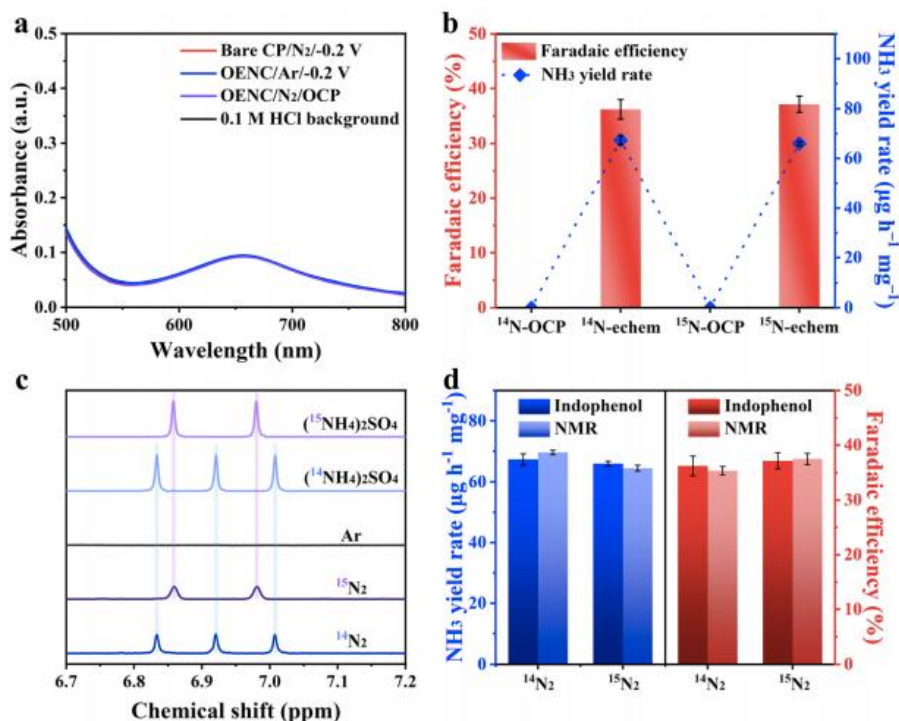 a
Bare CP/N₂/-0.2 V
OENC/Ar/-0.2 V
OENC/N₂/OCP
0.1 M HCl background
Absorbance (a.u.)
0.5
0.4
0.3
0.2
0.1
0.0
500
600
700
800
Wavelength (nm)
b
Faradaic efficiency
NH₃ yield rate
Faradaic efficiency (%)
50
40
30
20
10
0
NH₃ yield rate (μg h⁻¹ mg⁻¹)
100
80
60
40
20
0
¹⁴N-OCP
¹⁴N-echem
¹⁵N-OCP
¹⁵N-echem
c
(¹⁵NH₄)₂SO₄
(¹⁴NH₄)₂SO₄
Ar
¹⁵N₂
¹⁴N₂
6.7
6.8
6.9
7.0
7.1
7.2
Chemical shift (ppm)
d
Indophenol
NMR
Indophenol
NMR
NH₃ yield rate (μg h⁻¹ mg⁻¹)
80
60
40
20
0
Faradaic efficiency (%)
50
40
30
20
10
0
¹⁴N₂
¹⁵N₂
¹⁴N₂
¹⁵N₂